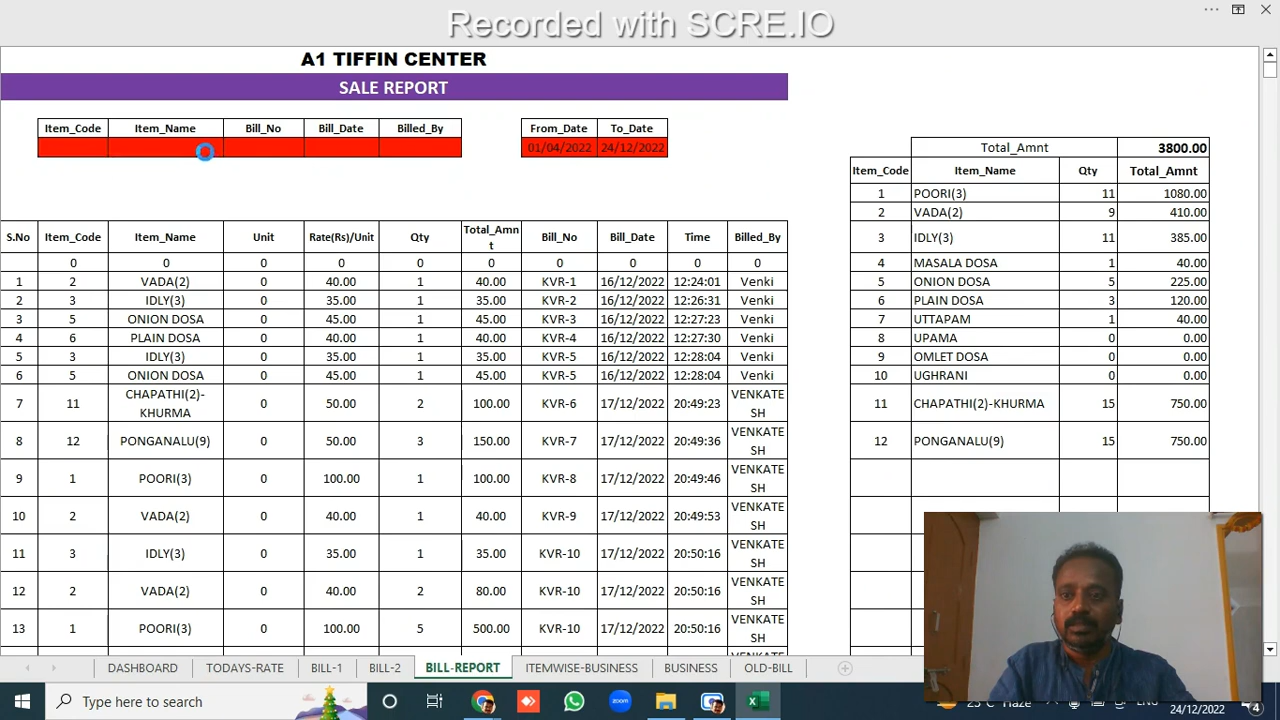 Recorded with SCRE.IO
A1 TIFFIN CENTER
SALE REPORT
Item_Code Item_Name Bill_No Bill_Date Billed_By From_Date To_Date
01/04/2022 24/12/2022
Total_Amnt 3800.00
Item_Code Item_Name Qty Total_Amnt
1 POORI(3) 11 1080.00
2 VADA(2) 9 410.00
3 IDLY(3) 11 385.00
4 MASALA DOSA 1 40.00
5 ONION DOSA 5 225.00
6 PLAIN DOSA 3 120.00
7 UTTAPAM 1 40.00
8 UPAMA 0 0.00
9 OMLET DOSA 0 0.00
10 UGHRANI 0 0.00
11 CHAPATHI(2)-KHURMA 15 750.00
12 PONGANALU(9) 15 750.00
S.No Item_Code Item_Name Unit Rate(Rs)/Unit Qty Total_Amn
t Bill_No Bill_Date Time Billed_By
0 0 0 0 0 0 0 0 0 0
1 2 VADA(2) 0 40.00 1 40.00 KVR-1 16/12/2022 12:24:01 Venki
2 3 IDLY(3) 0 35.00 1 35.00 KVR-2 16/12/2022 12:26:31 Venki
3 5 ONION DOSA 0 45.00 1 45.00 KVR-3 16/12/2022 12:27:23 Venki
4 6 PLAIN DOSA 0 40.00 1 40.00 KVR-4 16/12/2022 12:27:30 Venki
5 3 IDLY(3) 0 35.00 1 35.00 KVR-5 16/12/2022 12:28:04 Venki
6 5 ONION DOSA 0 45.00 1 45.00 KVR-5 16/12/2022 12:28:04 Venki
7 11 CHAPATHI(2)-
KHURMA 0 50.00 2 100.00 KVR-6 17/12/2022 20:49:23 VENKATE
SH
8 12 PONGANALU(9) 0 50.00 3 150.00 KVR-7 17/12/2022 20:49:36 VENKATE
SH
9 1 POORI(3) 0 100.00 1 100.00 KVR-8 17/12/2022 20:49:46 VENKATE
SH
10 2 VADA(2) 0 40.00 1 40.00 KVR-9 17/12/2022 20:49:53 VENKATE
SH
11 3 IDLY(3) 0 35.00 1 35.00 KVR-10 17/12/2022 20:50:16 VENKATE
SH
12 2 VADA(2) 0 40.00 2 80.00 KVR-10 17/12/2022 20:50:16 VENKATE
SH
13 1 POORI(3) 0 100.00 5 500.00 KVR-10 17/12/2022 20:50:16 VENKATE
SH
DASHBOARD TODAYS-RATE BILL-1 BILL-2 BILL-REPORT ITEMWISE-BUSINESS BUSINESS OLD-BILL
Type here to search zoom 25°C Haze ENG 24/12/2022 4